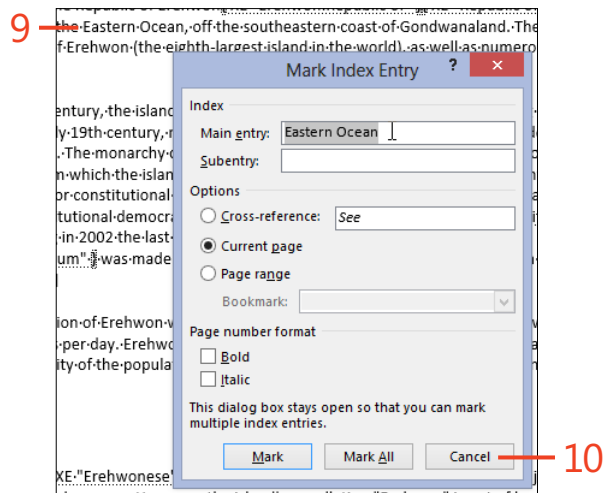 9
the·Eastern·Ocean,·off·the·southeastern·coast·of·Gondwanaland.·The
f·Erehwon·(the·eighth-largest·island·in·the·world),·as·well·as·numero
Mark Index Entry ? ×
entury,·the·island
Index
Main entry: Eastern Ocean
ly·19th·century,·
.·The·monarchy·
Subentry:
which·the·islan
Options
or·constitutional·
Cross-reference: See
tutional·democra
·in·2002·the·last·
Current page
um"·was·made
Page range
Bookmark:
ion·of·Erehwon·
Page number format
·per·day.·Erehwo
Bold
ity·of·the·popula
Italic
This dialog box stays open so that you can mark
multiple index entries.
Mark Mark All Cancel
10
XE·"Erehwonese"